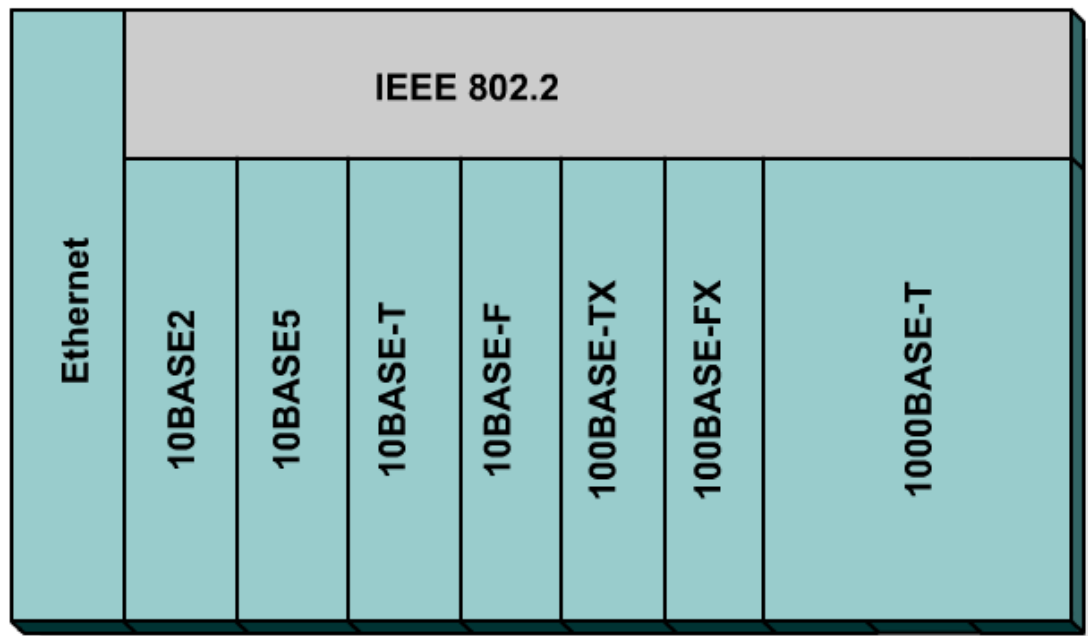 IEEE 802.2
Ethernet
10BASE2
10BASE5
10BASE-T
10BASE-F
100BASE-TX
100BASE-FX
1000BASE-T